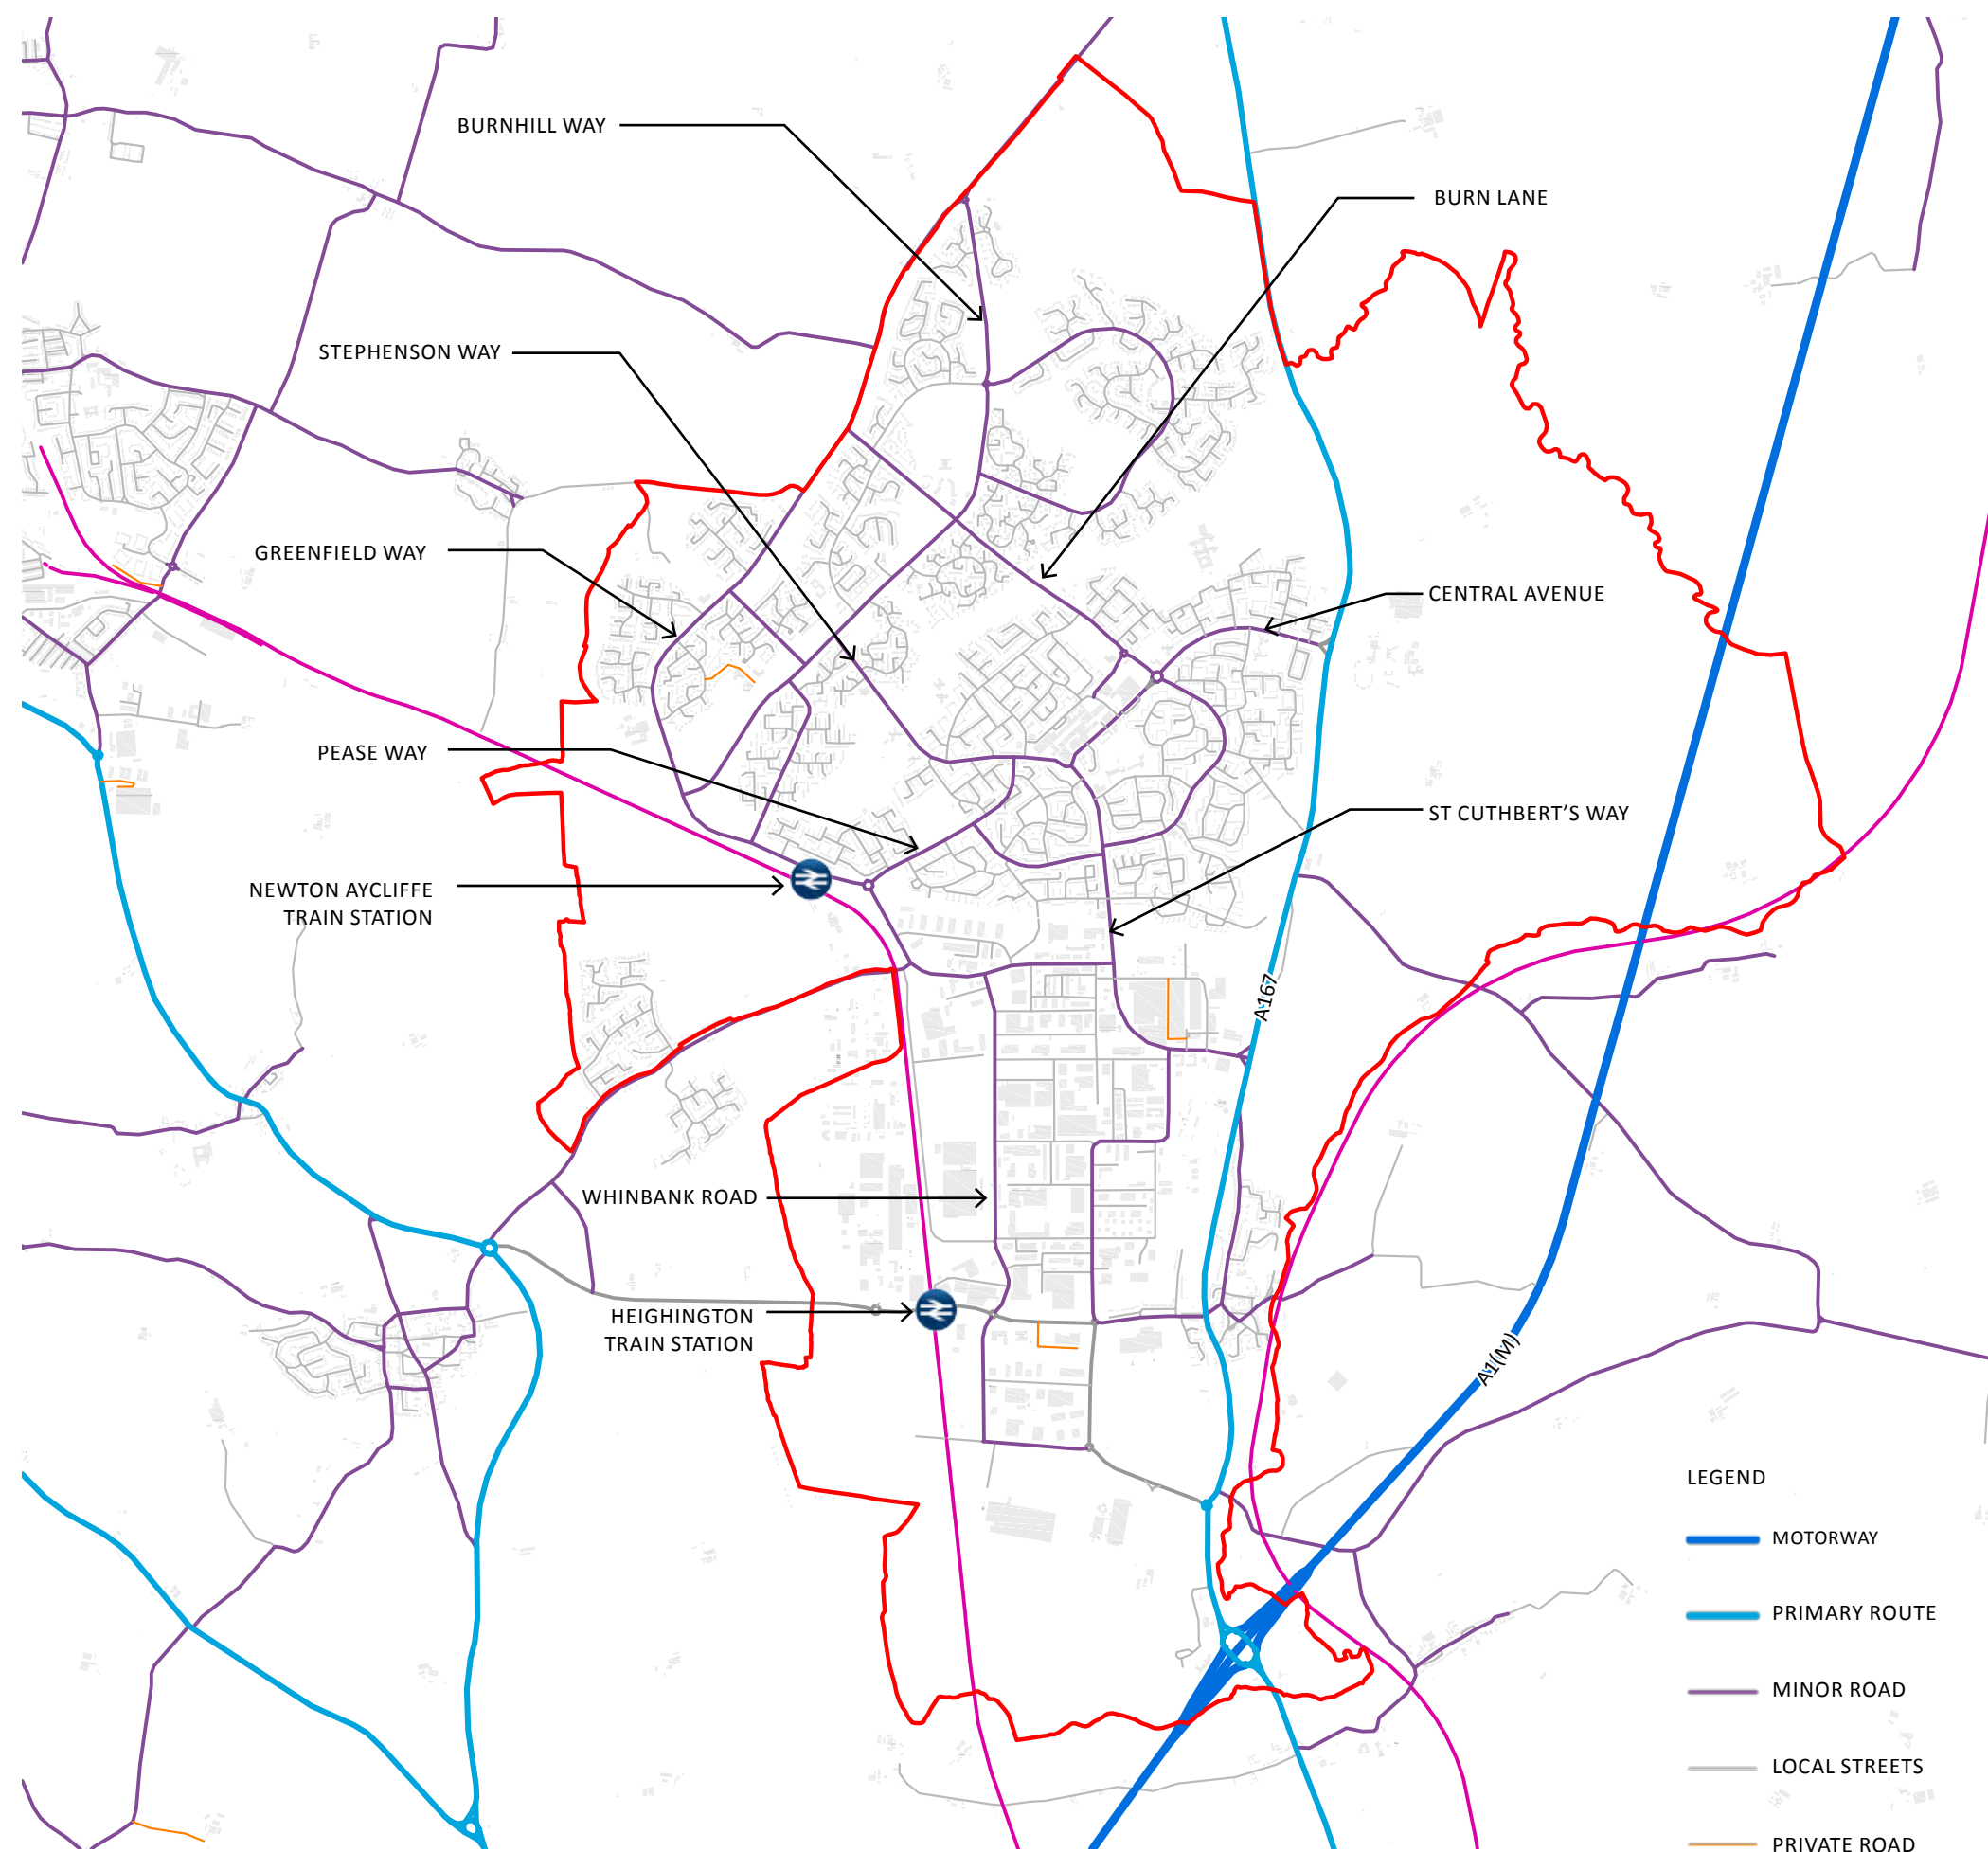 BURNHILL WAY
BURN LANE
STEPHENSON WAY
GREENFIELD WAY
CENTRAL AVENUE
PEASE WAY
ST CUTHBERT'S WAY
NEWTON AYCLIFFE
TRAIN STATION
A167
WHINBANK ROAD
HEIGHINGTON
TRAIN STATION
A1(M)
LEGEND
MOTORWAY
PRIMARY ROUTE
MINOR ROAD
LOCAL STREETS
PRIVATE ROAD